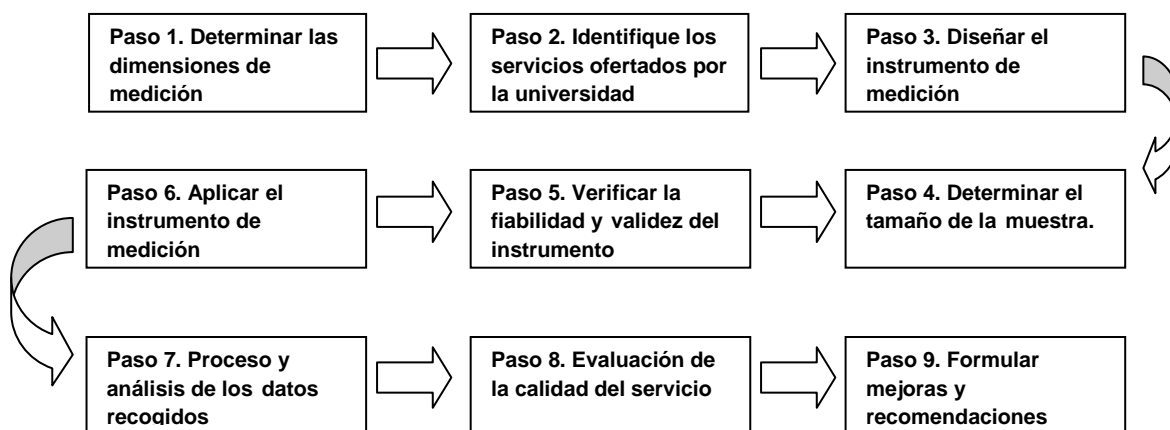 Paso 1. Determinar las
dimensiones de
medición
Paso 2. Identifique los
servicios ofertados por
la universidad
Paso 3. Diseñar el
instrumento de
medición
Paso 6. Aplicar el
instrumento de
medición
Paso 5. Verificar la
fiabilidad y validez del
instrumento
Paso 4. Determinar el
tamaño de la muestra.
Paso 7. Proceso y
análisis de los datos
recogidos
Paso 8. Evaluación de
la calidad del servicio
Paso 9. Formular
mejoras y
recomendaciones